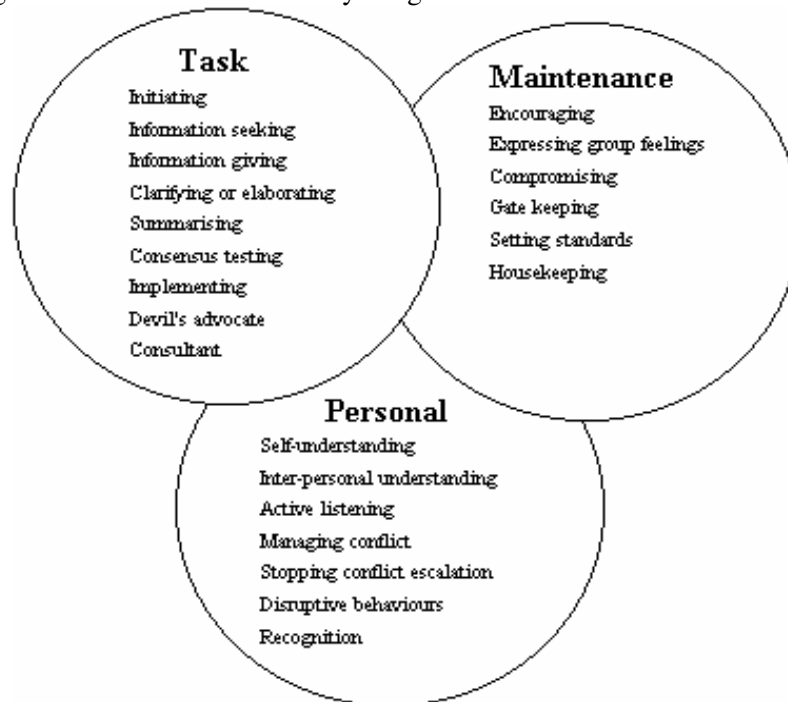 Task
Initiating
Information seeking
Information giving
Clarifying or elaborating
Summarising
Consensus testing
Implementing
Devil's advocate
Consultant
Maintenance
Encouraging
Expressing group feelings
Compromising
Gate keeping
Setting standards
Housekeeping
Personal
Self-understanding
Inter-personal understanding
Active listening
Managing conflict
Stopping conflict escalation
Disruptive behaviours
Recognition